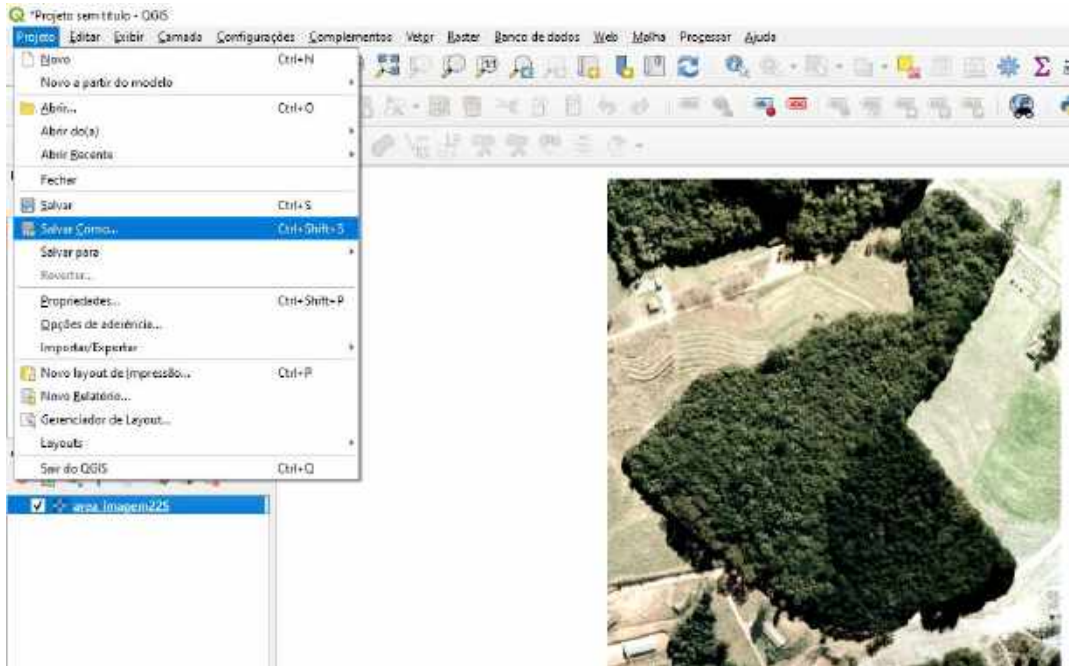 *Projeto sem título - QGIS
Projeto Editar Exibir Camada Configurações Complementos Vetor Raster Banco de dados Web Malha Processar Ajuda
Novo Ctrl+N
Novo a partir do modelo
Abrir... Ctrl+O
Abrir do(a)
Abrir Recente
Fechar
Salvar Ctrl+S
Salvar Como... Ctrl+Shift+S
Salvar para
Reverter...
Propriedades... Ctrl+Shift+P
Opções de aderência...
Importar/Exportar
Novo layout de Impressão... Ctrl+P
Novo Relatório...
Gerenciador de Layout...
Layouts
Sair do QGIS Ctrl+Q
area_imagem22S